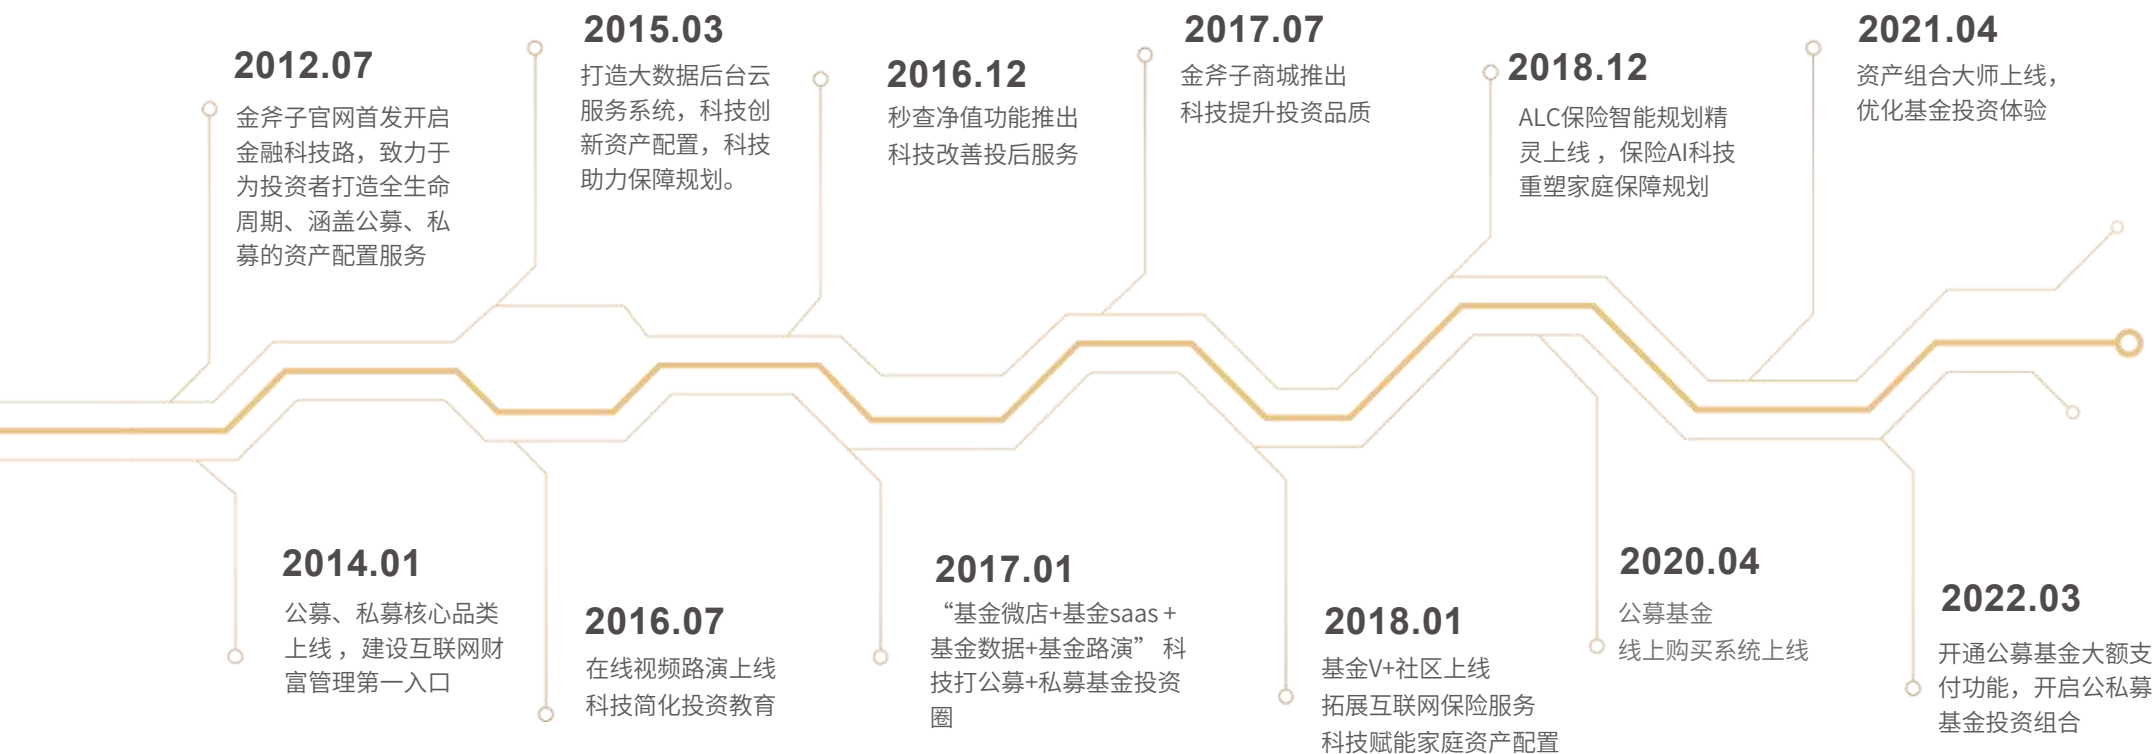 2012.07
金斧子官网首发开启
金融科技路，致力于
为投资者打造全生命
周期、涵盖公募、私
募的资产配置服务
2015.03
打造大数据后台云
服务系统，科技创
新资产配置，科技
助力保障规划。
2016.12
秒查净值功能推出
科技改善投后服务
2017.07
金斧子商城推出
科技提升投资品质
2018.12
ALC保险智能规划精
灵上线 ，保险AI科技
重塑家庭保障规划
2021.04
资产组合大师上线，
优化基金投资体验
2014.01
公募、私募核心品类
上线 ，建设互联网财
富管理第一入口
2016.07
在线视频路演上线
科技简化投资教育
2017.01
“基金微店+基金saas +
基金数据+基金路演” 科
技打公募+私募基金投资
圈
2018.01
基金V+社区上线
拓展互联网保险服务
科技赋能家庭资产配置
2020.04
公募基金
线上购买系统上线
2022.03
开通公募基金大额支
付功能，开启公私募
基金投资组合